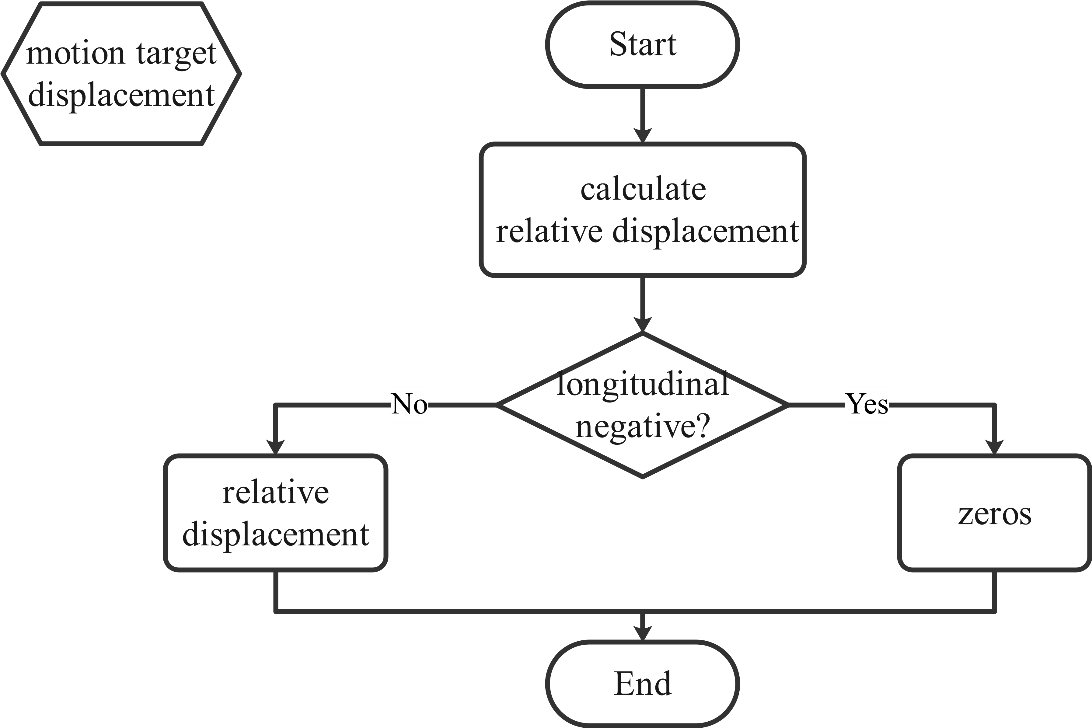 motion target
displacement
Start
calculate
relative displacement
longitudinal
negative?
No
Yes
relative
displacement
zeros
End